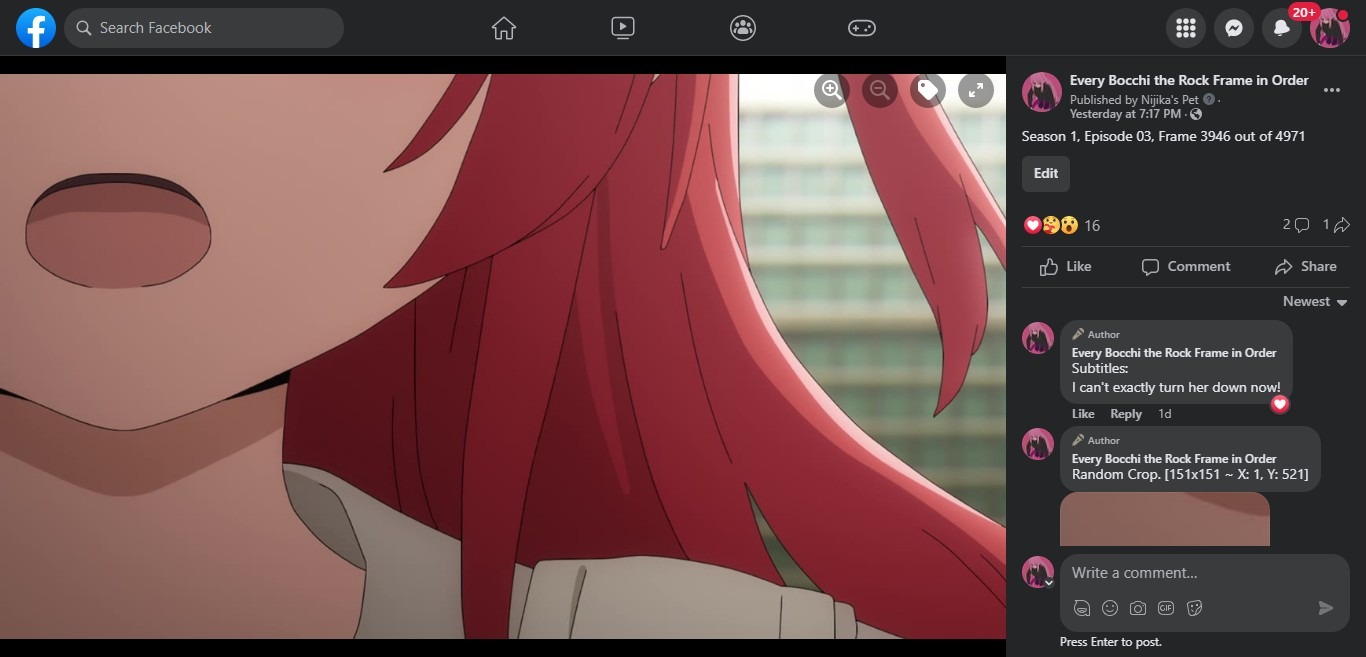 Search Facebook
20+
Every Bocchi the Rock Frame in Order
Published by Nijika's Pet ·
Yesterday at 7:17 PM ·
Season 1, Episode 03, Frame 3946 out of 4971
Edit
16
2
1
Like
Comment
Share
Newest
Author
Every Bocchi the Rock Frame in Order
Subtitles:
I can't exactly turn her down now!
Like Reply 1d
Author
Every Bocchi the Rock Frame in Order
Random Crop. [151x151 ~ X: 1, Y: 521]
Write a comment...
GIF
Press Enter to post.